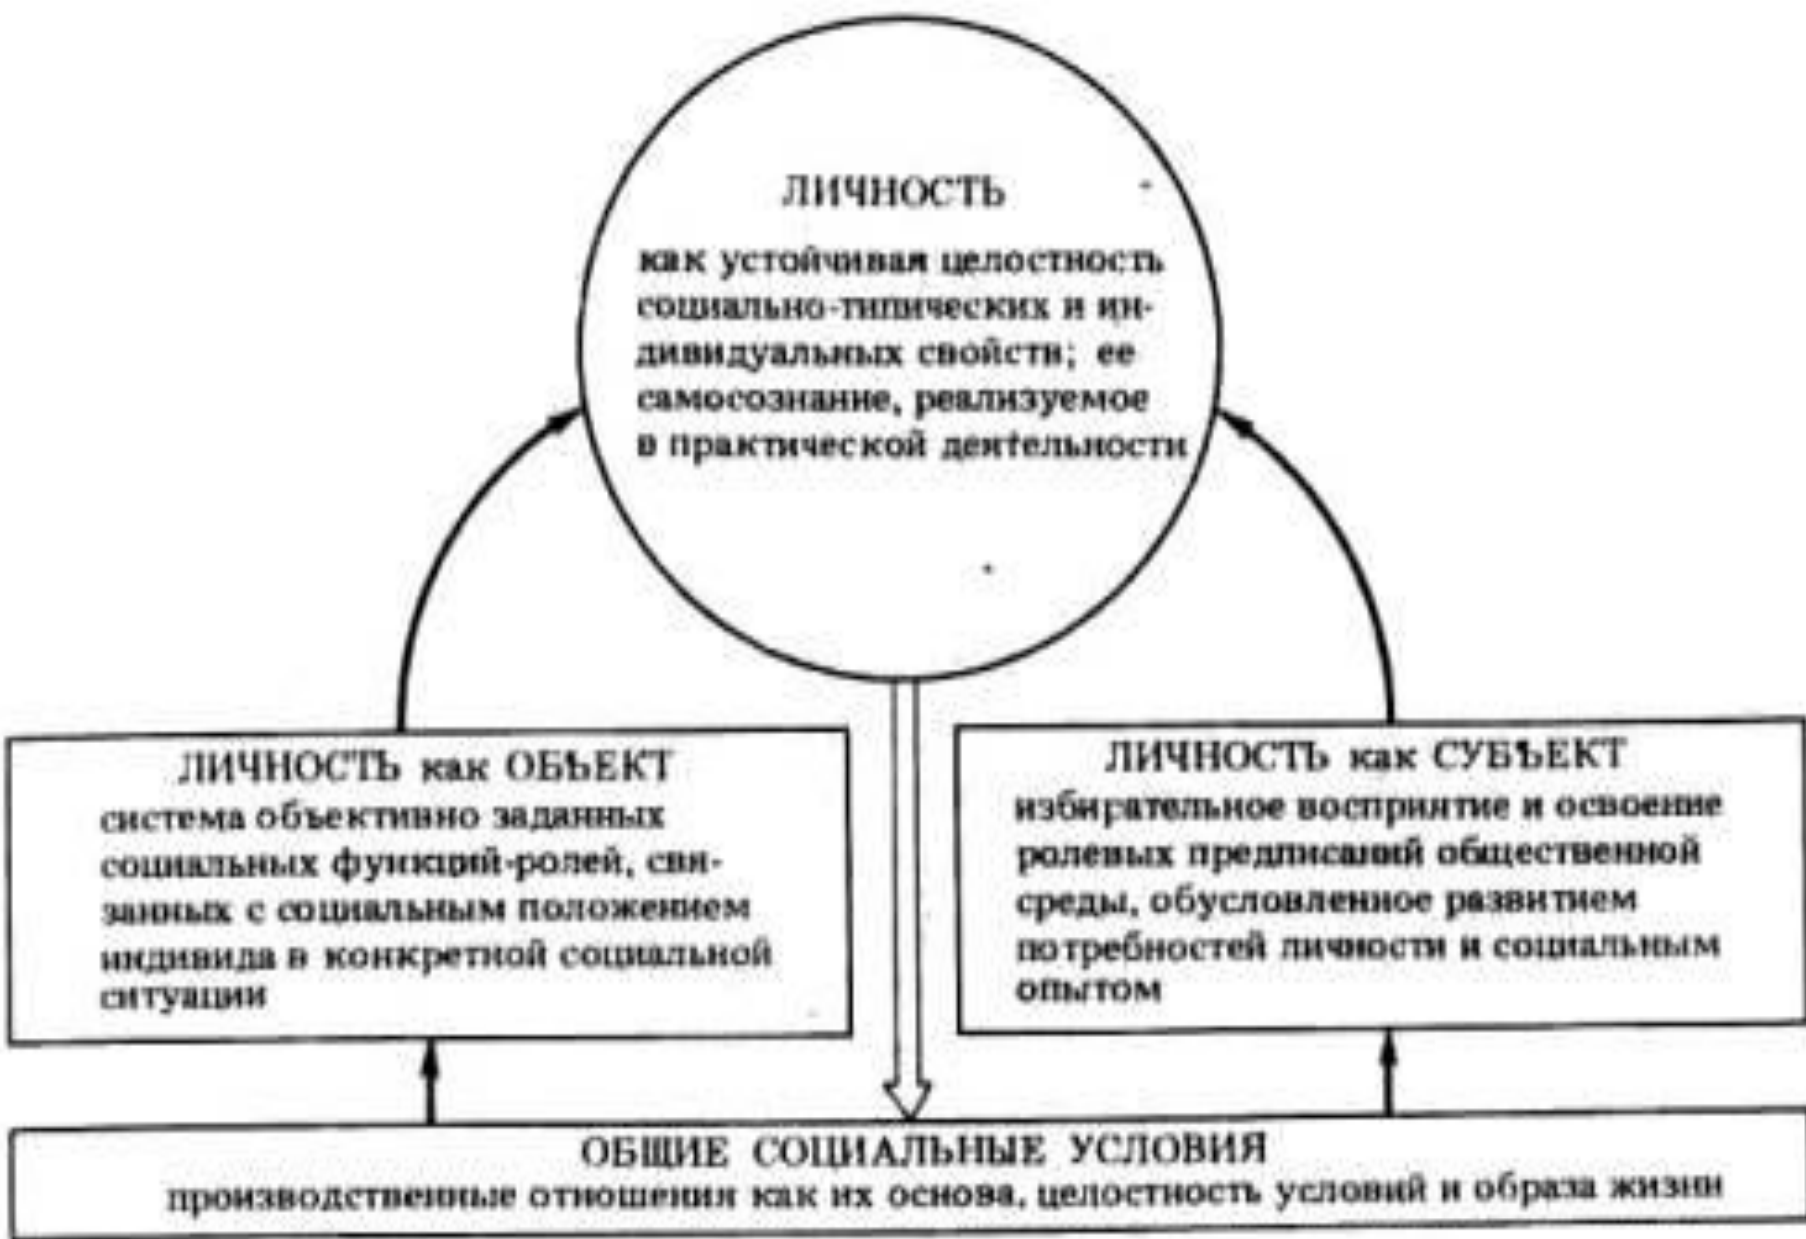 ЛИЧНОСТЬ
как устойчивая целостность
социально-типических и ин-
дивидуальных свойств; ее
самосознание, реализуемое
в практической деятельности
ЛИЧНОСТЬ как ОБЪЕКТ
система объективно заданных
социальных функций-ролей, свя-
занных с социальным положением
индивида в конкретной социальной
ситуации
ЛИЧНОСТЬ как СУБЪЕКТ
избирательное восприятие и освоение
ролевых предписаний общественной
среды, обусловленное развитием
потребностей личности и социальным
опытом
ОБЩИЕ СОЦИАЛЬНЫЕ УСЛОВИЯ
производственные отношения как их основа, целостность условий и образа жизни